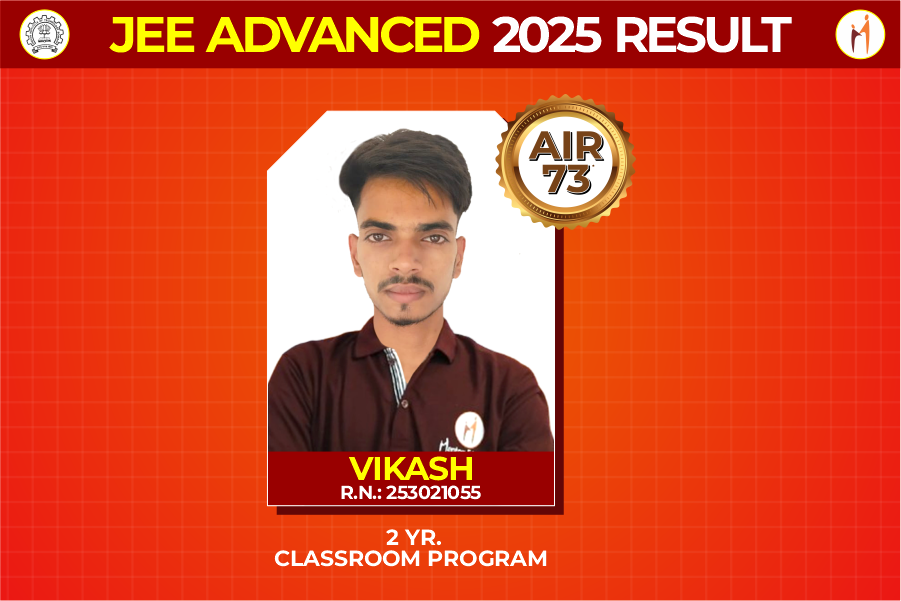 JEE ADVANCED 2025 RESULT
AIR
73
VIKASH
R.N.: 253021055
2 YR.
CLASSROOM PROGRAM